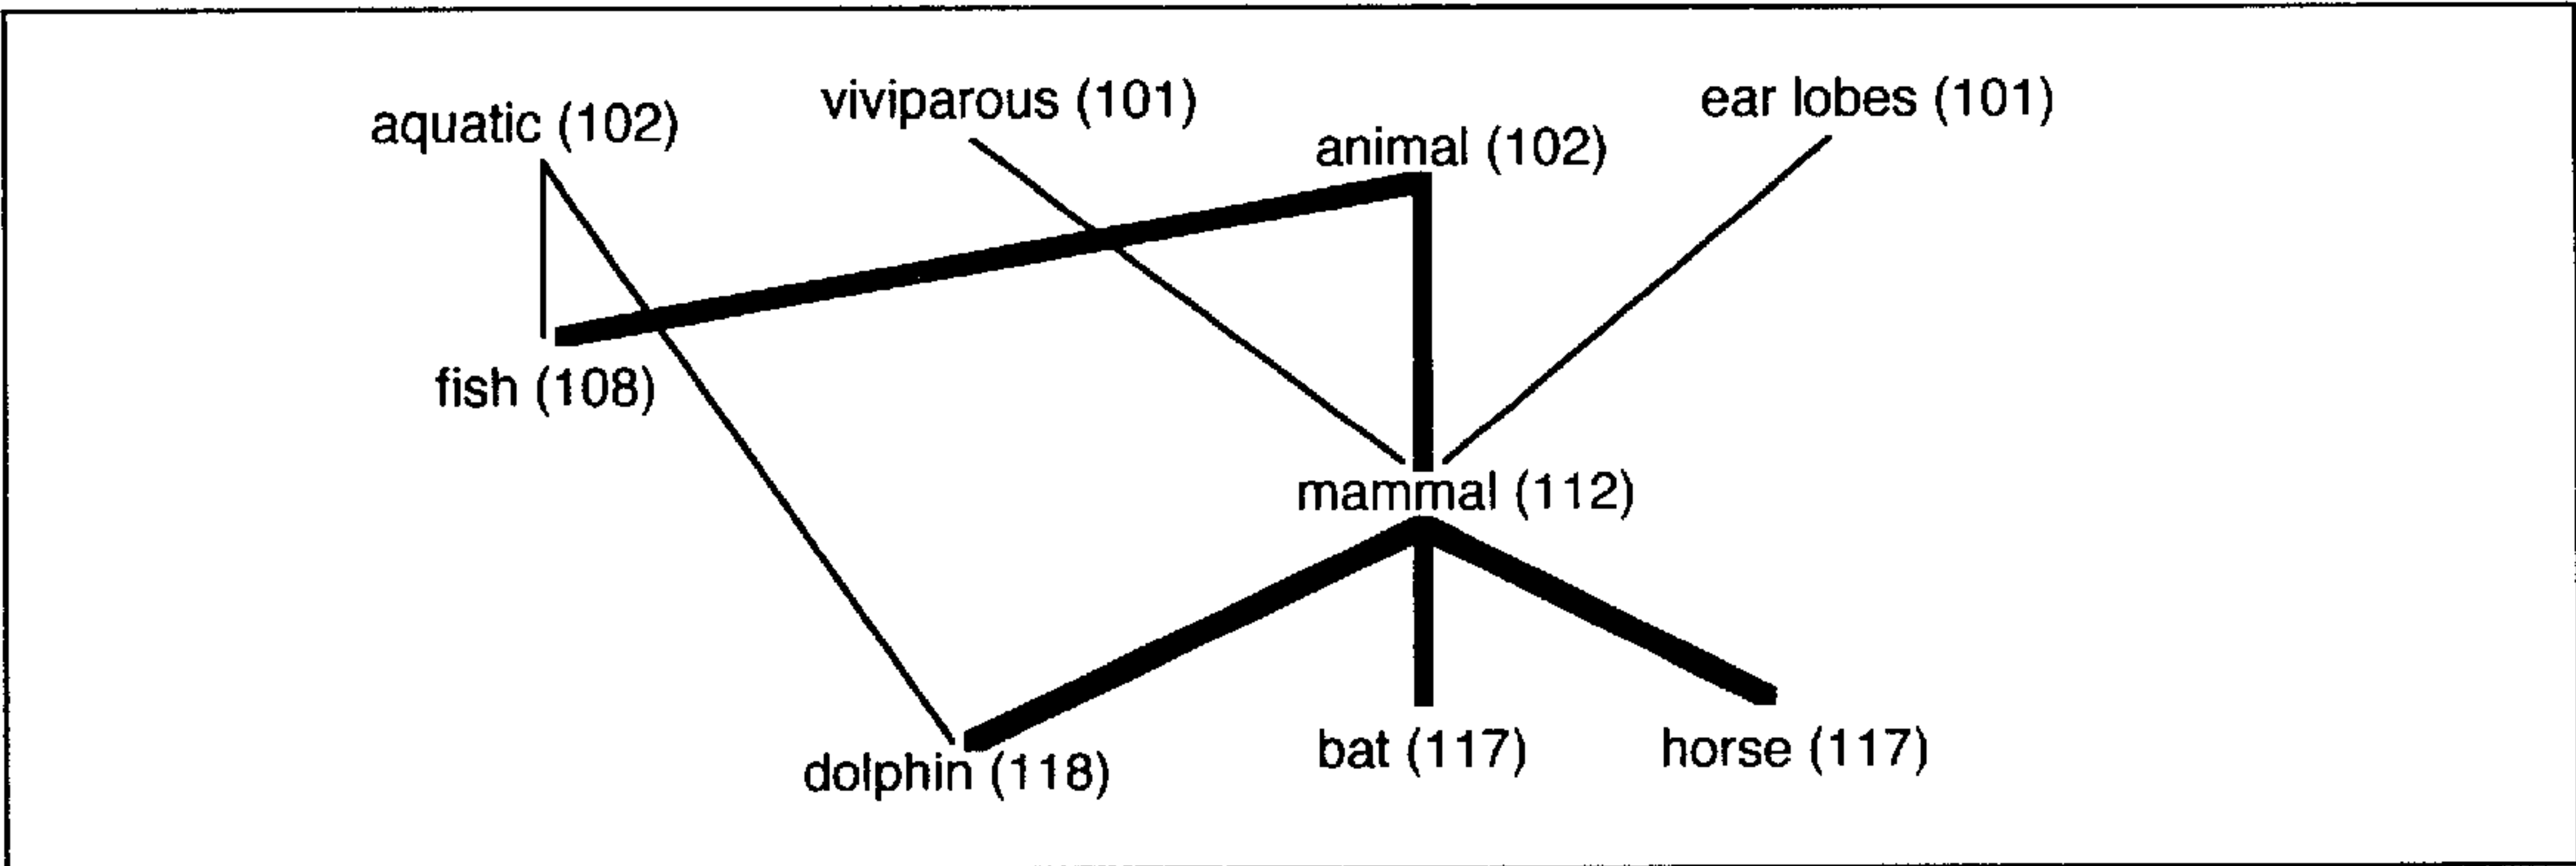 aquatic (102)
viviparous (101)
animal (102)
ear lobes (101)
fish (108)
mammal (112)
dolphin (118)
bat (117)
horse (117)